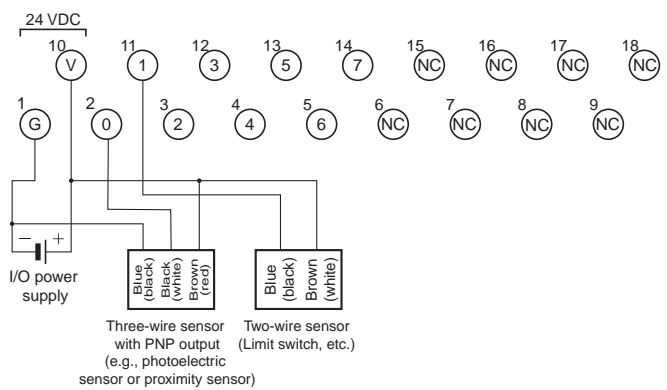 24 VDC
10 11 12 13 14 15 16 17 18
V 1 3 5 7 NC NC NC NC
1 2 3 4 5 6 7 8 9
G 0 2 4 6 NC NC NC NC
− +
I/O power
supply
Blue
(black)
Black
(white)
Brown
(red)
Blue
(black)
Brown
(white)
Three-wire sensor
with PNP output
(e.g., photoelectric
sensor or proximity sensor)
Two-wire sensor
(Limit switch, etc.)